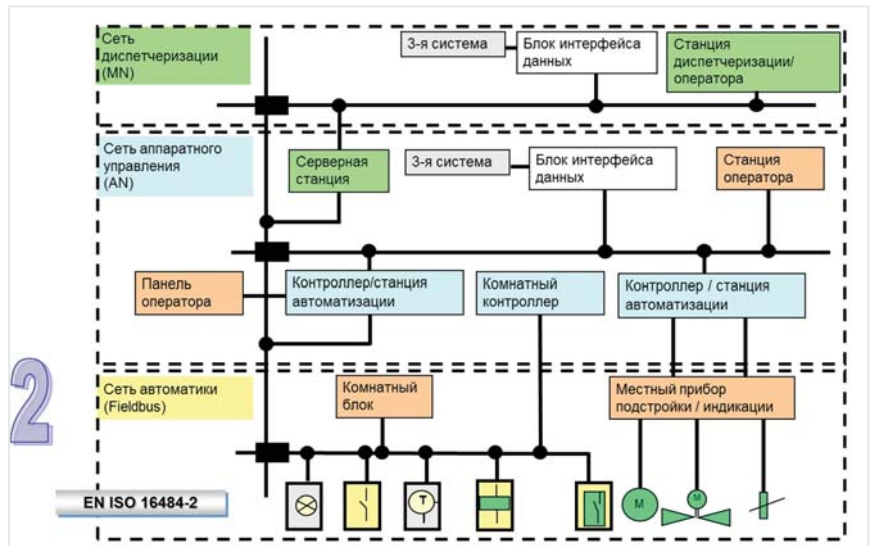 Сеть
диспетчеризации
(MN)
3-я система
Блок интерфейса
данных
Станция
диспетчеризации/
оператора
Сеть аппаратного
управления
(AN)
Серверная
станция
3-я система
Блок интерфейса
данных
Станция
оператора
Панель
оператора
Контроллер/станция
автоматизации
Комнатный
контроллер
Контроллер / станция
автоматизации
2
Сеть автоматики
(Fieldbus)
Комнатный
блок
Местный прибор
подстройки / индикации
EN ISO 16484-2
T
M
M